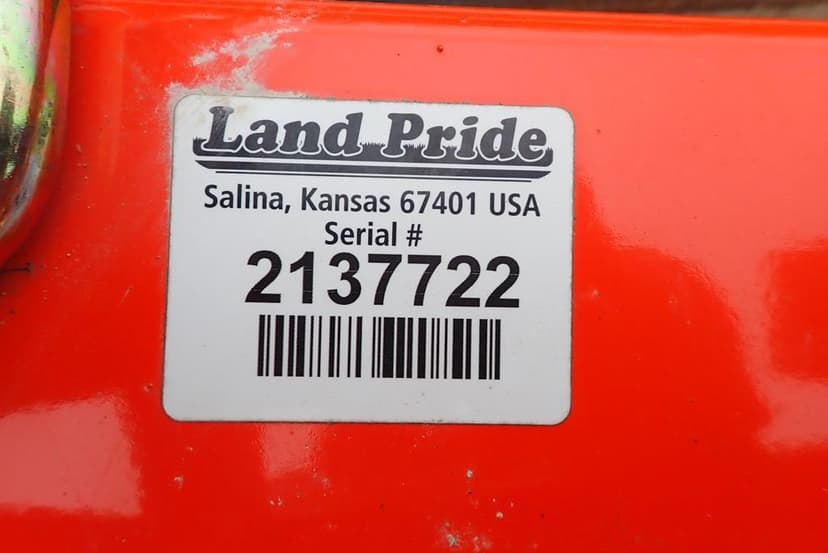 Land Pride
Salina, Kansas 67401 USA
Serial #
2137722